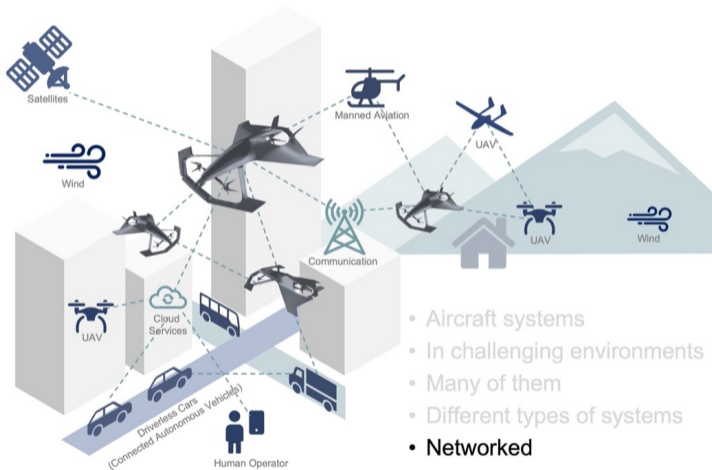 Satellites
Manned Aviation
UAV
Wind
UAV
Wind
Communication
Cloud
Services
UAV
Driverless Cars
(Connected Autonomous Vehicles)
Human Operator
• Aircraft systems
• In challenging environments
• Many of them
• Different types of systems
• Networked